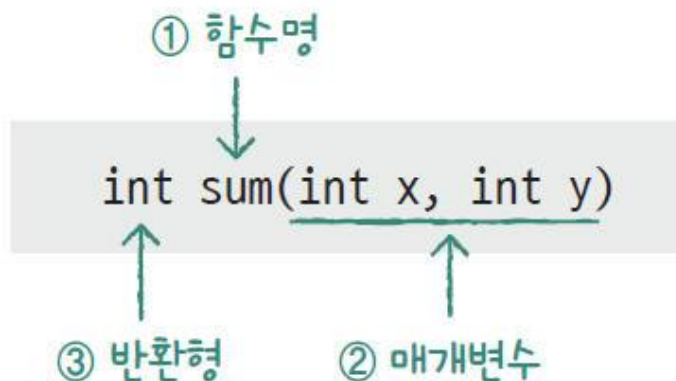 ① 함수명
int sum(int x, int y)
③ 반환형 ② 매개변수